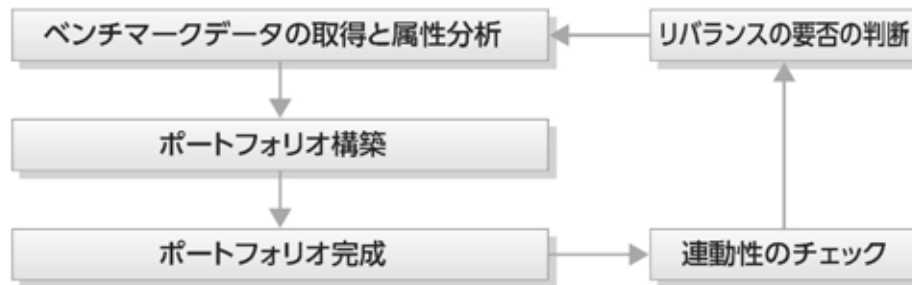 ベンチマークデータの取得と属性分析
リバランスの要否の判断
ポートフォリオ構築
ポートフォリオ完成
連動性のチェック